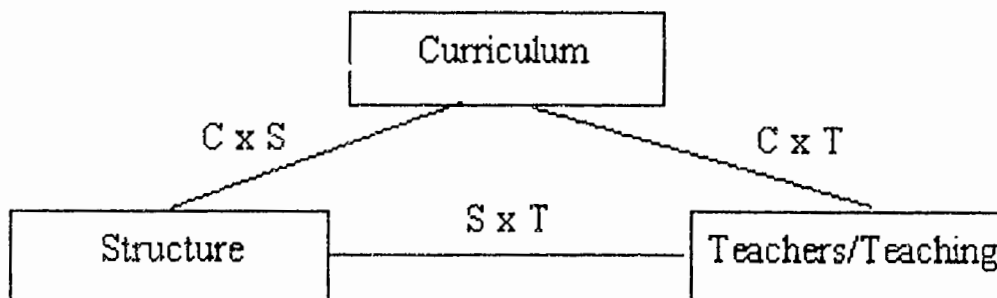 Curriculum
C x S
C x T
S x T
Structure
Teachers/Teaching